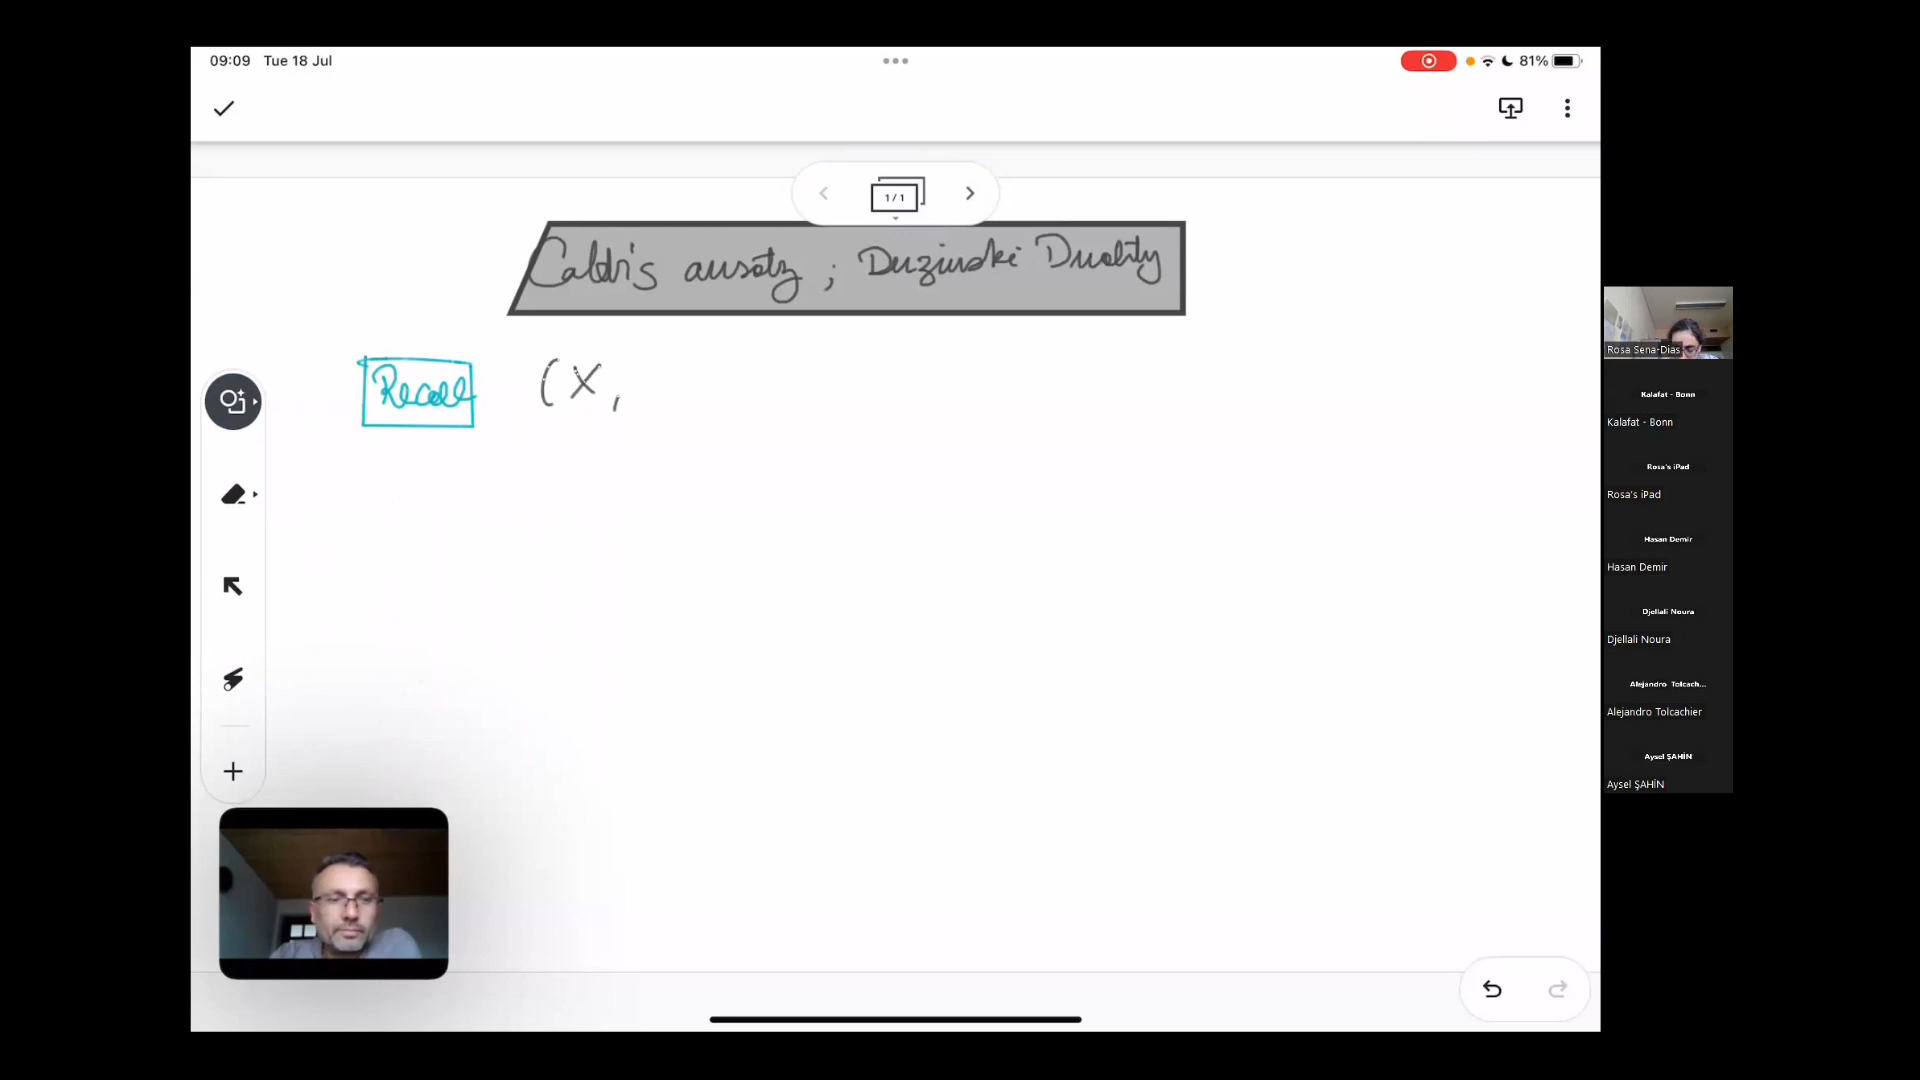 09:09 Tue 18 Jul
81%
1/1
ansatz ; Duality
Recall (X,
Rosa Sena-Dias
Kalafat - Bonn
Kalafat - Bonn
Rosa's iPad
Rosa's iPad
Hasan Demir
Hasan Demir
Djellali Noura
Djellali Noura
Alejandro Tolcach...
Alejandro Tolcachier
Aysel ŞAHİN
Aysel ŞAHİN